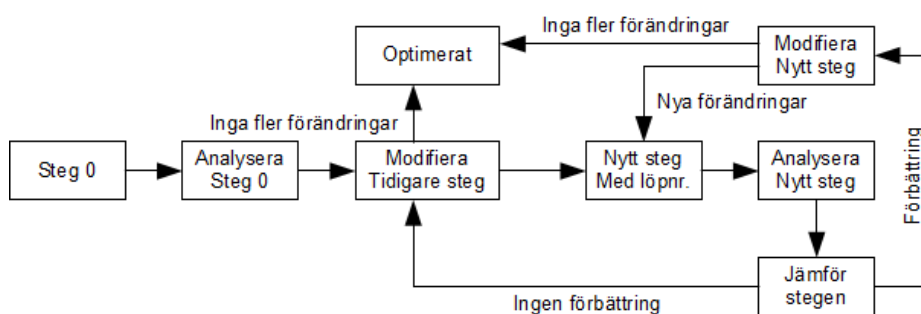 Inga fler förändringar
Optimerat
Modifiera
Nytt steg
Nya förändringar
Inga fler förändringar
Steg 0
Analysera
Steg 0
Modifiera
Tidigare steg
Nytt steg
Med löpnr.
Analysera
Nytt steg
Förbättring
Jämför
stegen
Ingen förbättring